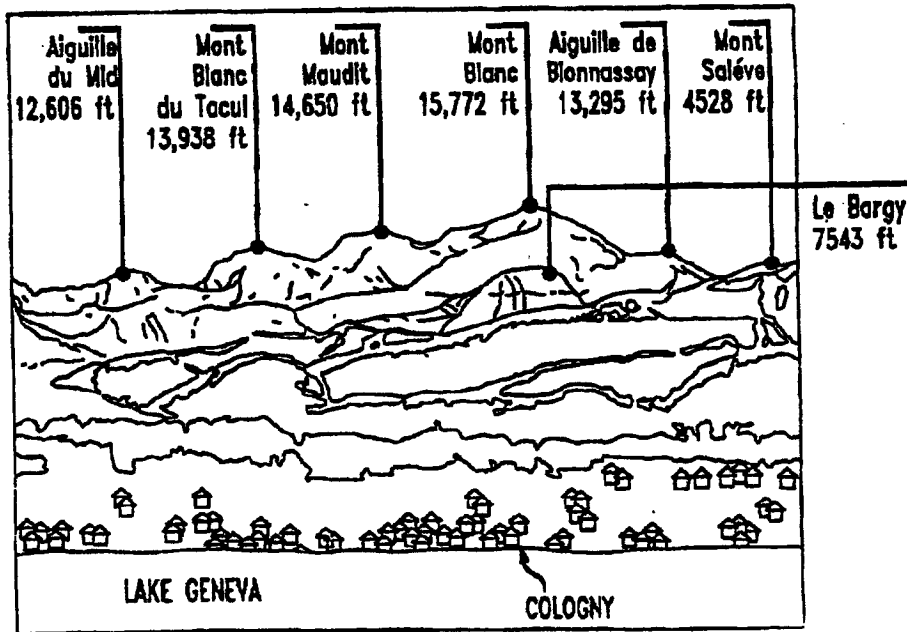 Aiguille
du Mid
12,606 ft
Mont
Blanc
du Tacul
13,938 ft
Mont
Maudit
14,650 ft
Mont
Blanc
15,772 ft
Aiguille de
Bionnassay
13,295 ft
Mont
Saléve
4528 ft
Le Bargy
7543 ft
LAKE GENEVA
COLOGNY